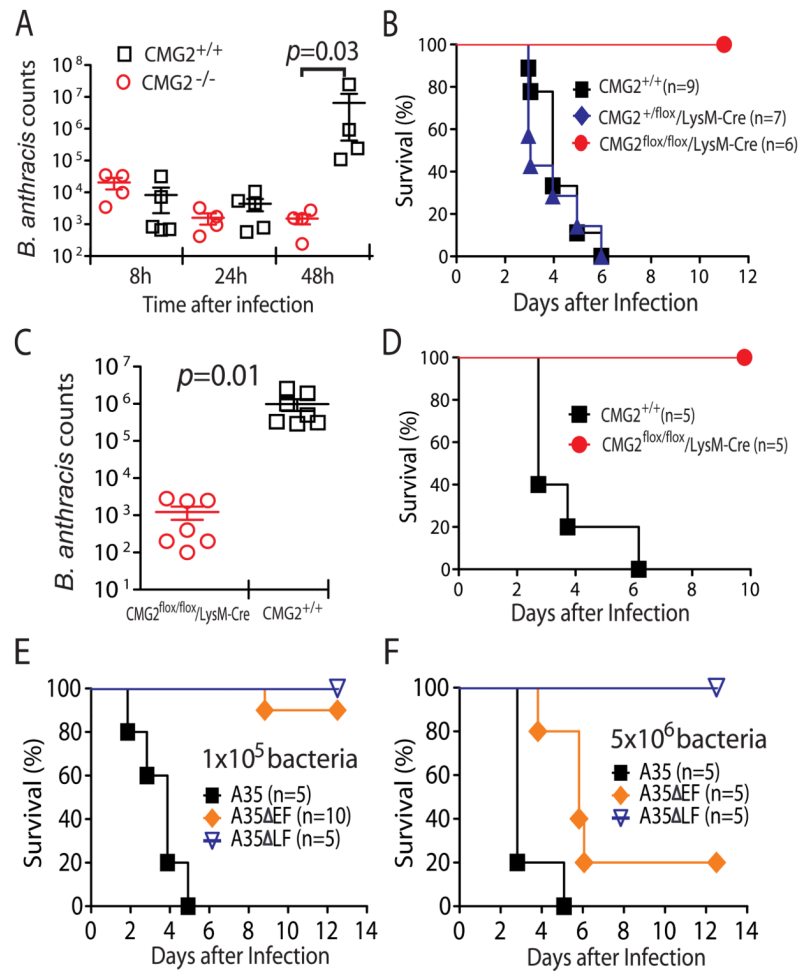 A
CMG2+/+
CMG2-/-
p=0.03
B. anthracis counts
10^8
10^7
10^6
10^5
10^4
10^3
10^2
8h 24h 48h
Time after infection
B
Survival (%)
100
80
60
40
20
0
CMG2+/+(n=9)
CMG2+/flox/LysM-Cre (n=7)
CMG2flox/flox/LysM-Cre (n=6)
0 2 4 6 8 10 12
Days after Infection
C
B. anthracis counts
10^7
10^6
10^5
10^4
10^3
10^2
10^1
p=0.01
CMG2flox/flox/LysM-Cre CMG2+/+
D
Survival (%)
100
80
60
40
20
0
CMG2+/+(n=5)
CMG2flox/flox/LysM-Cre (n=5)
0 2 4 6 8 10
Days after Infection
E
Survival (%)
100
80
60
40
20
0
1x10^5 bacteria
A35 (n=5)
A35ΔEF (n=10)
A35ΔLF (n=5)
0 2 4 6 8 10 12 14
Days after Infection
F
Survival (%)
100
80
60
40
20
0
5x10^6 bacteria
A35 (n=5)
A35ΔEF (n=5)
A35ΔLF (n=5)
0 2 4 6 8 10 12 14
Days after Infection